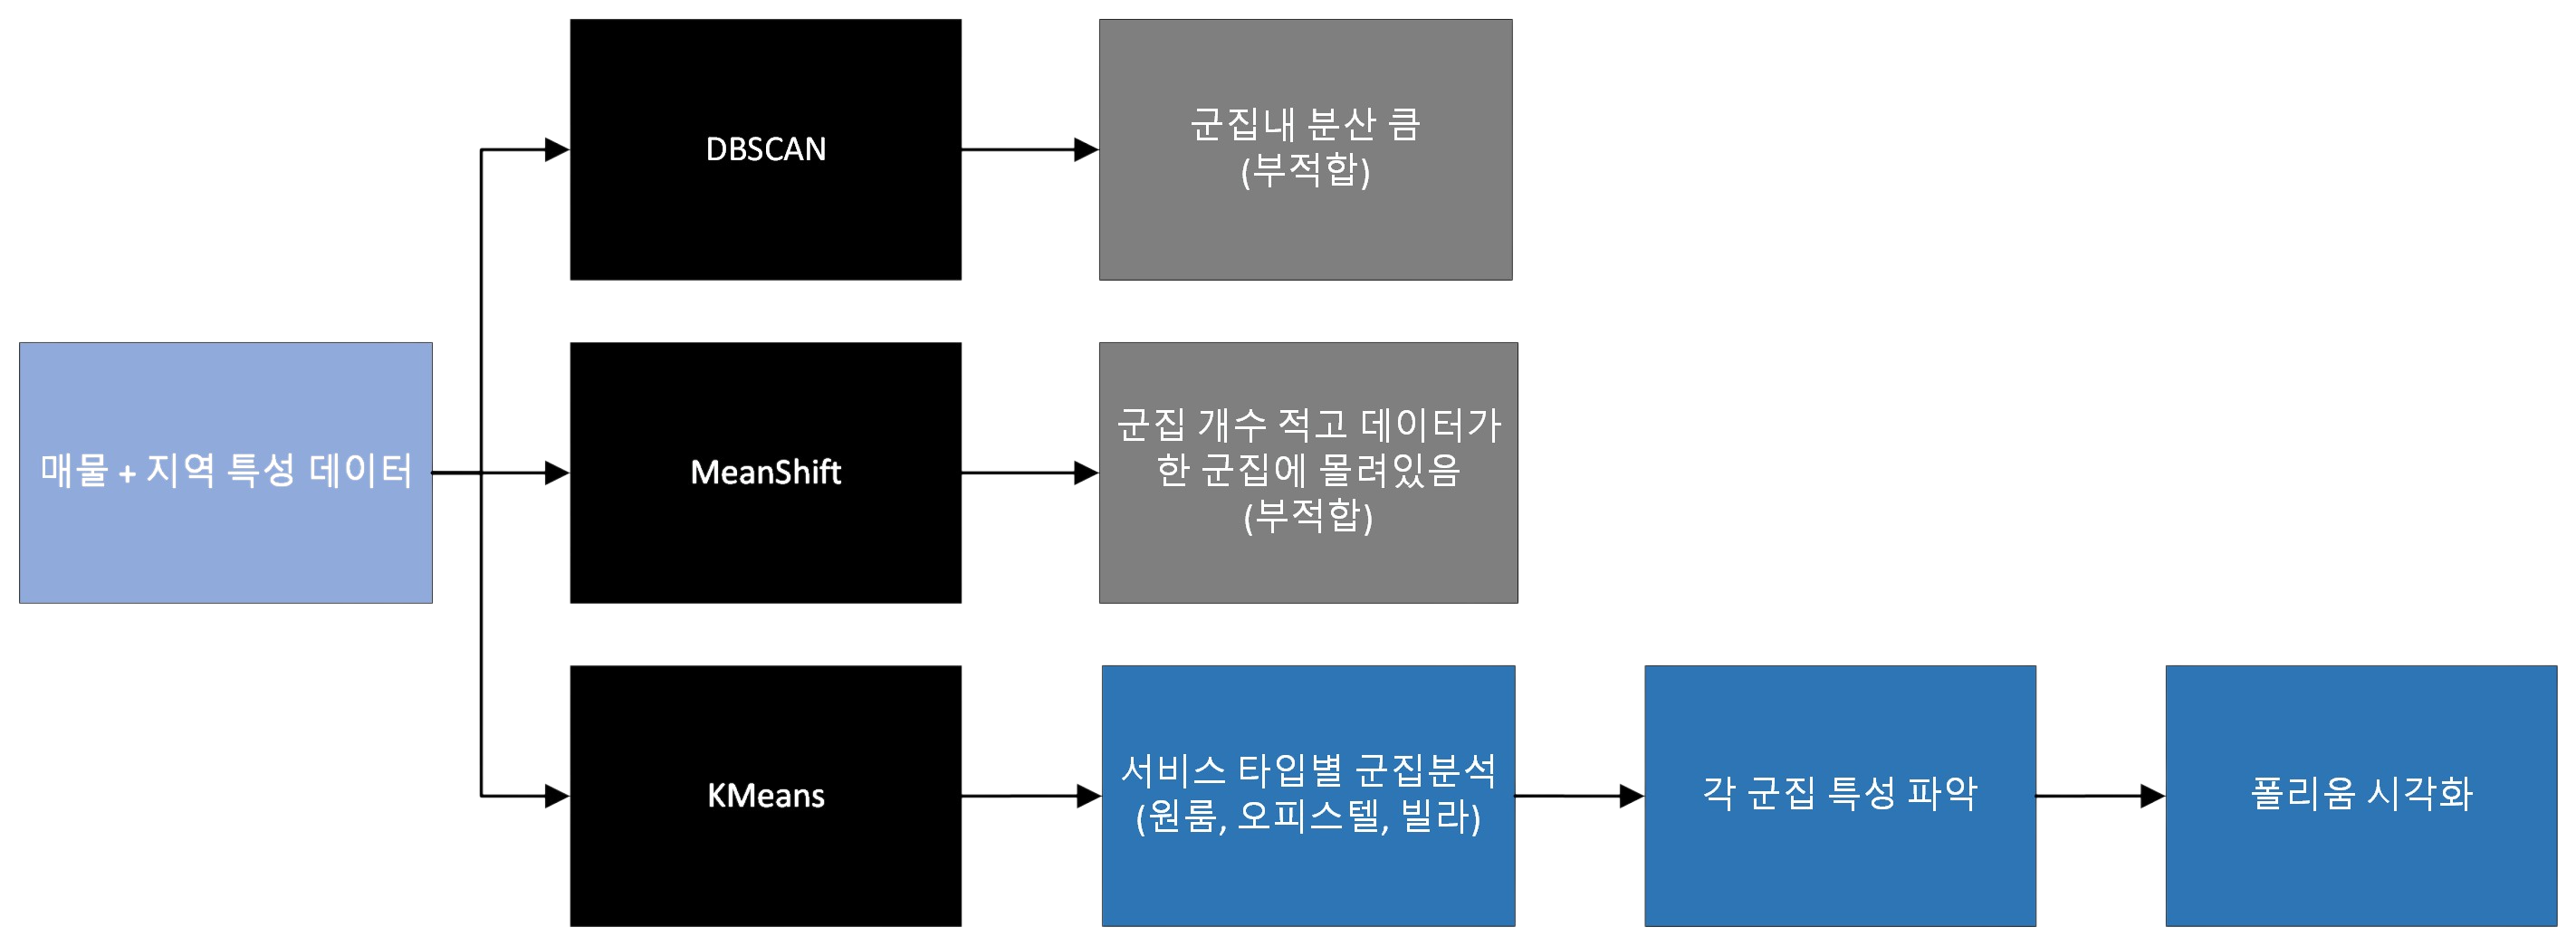 DBSCAN
군집내 분산 큼
(부적합)
매물 + 지역 특성 데이터
MeanShift
군집 개수 적고 데이터가
한 군집에 몰려있음
(부적합)
KMeans
서비스 타입별 군집분석
(원룸, 오피스텔, 빌라)
각 군집 특성 파악
폴리움 시각화